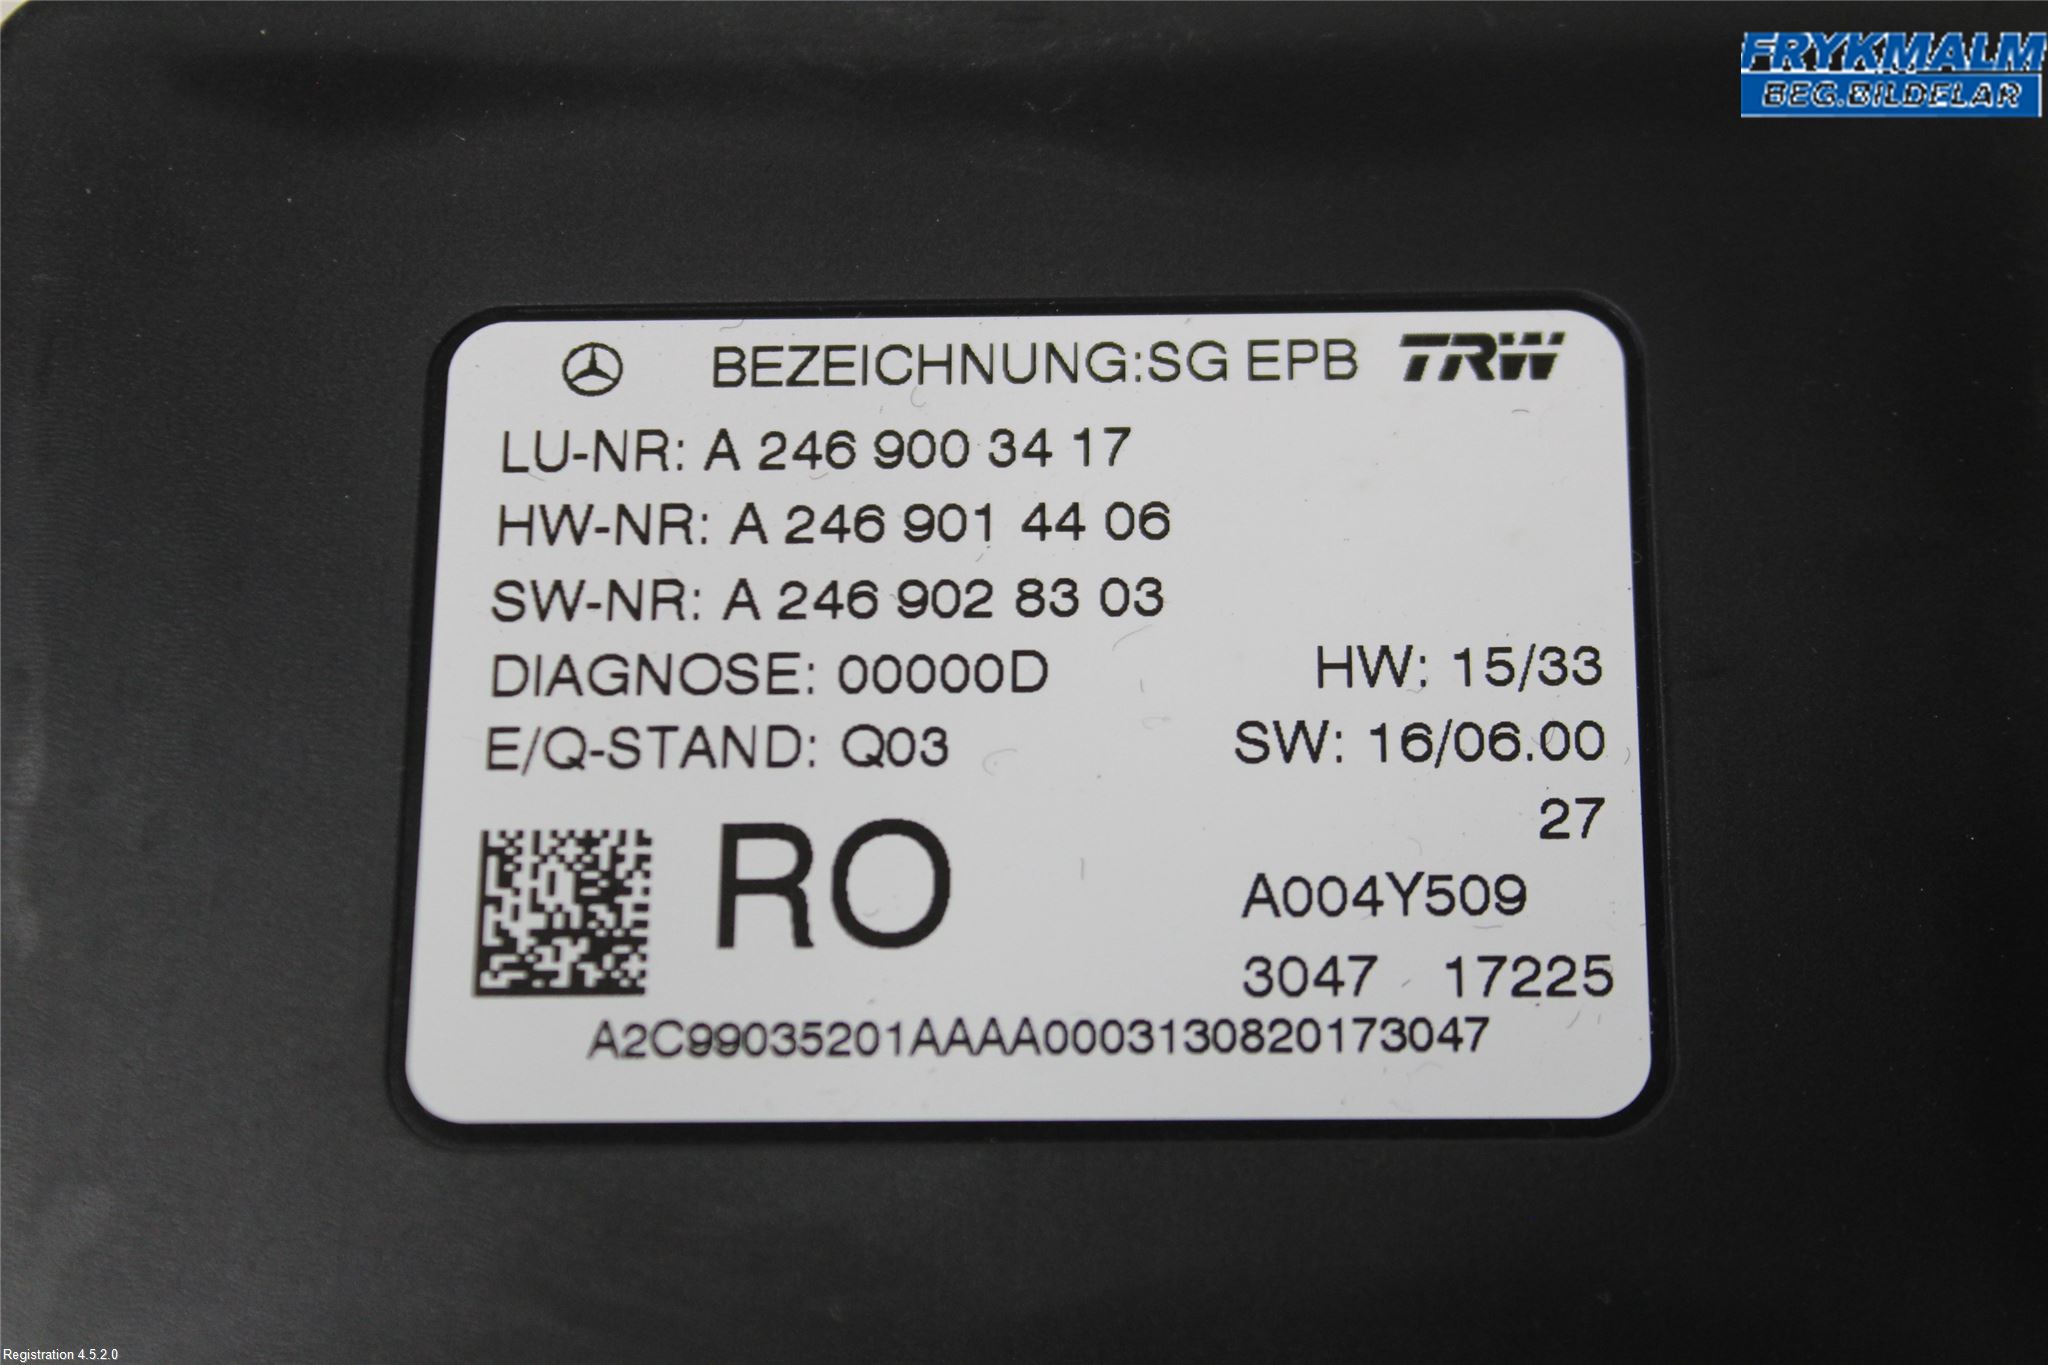 FRYKMALM
BEG.BILDELAR
BEZEICHNUNG:SG EPB TRW
LU-NR: A 246 900 34 17
HW-NR: A 246 901 44 06
SW-NR: A 246 902 83 03
DIAGNOSE: 00000D HW: 15/33
E/Q-STAND: Q03 SW: 16/06.00
27
RO A004Y509
3047 17225
A2C99035201AAAA0003130820173047
Registration 4.5.2.0